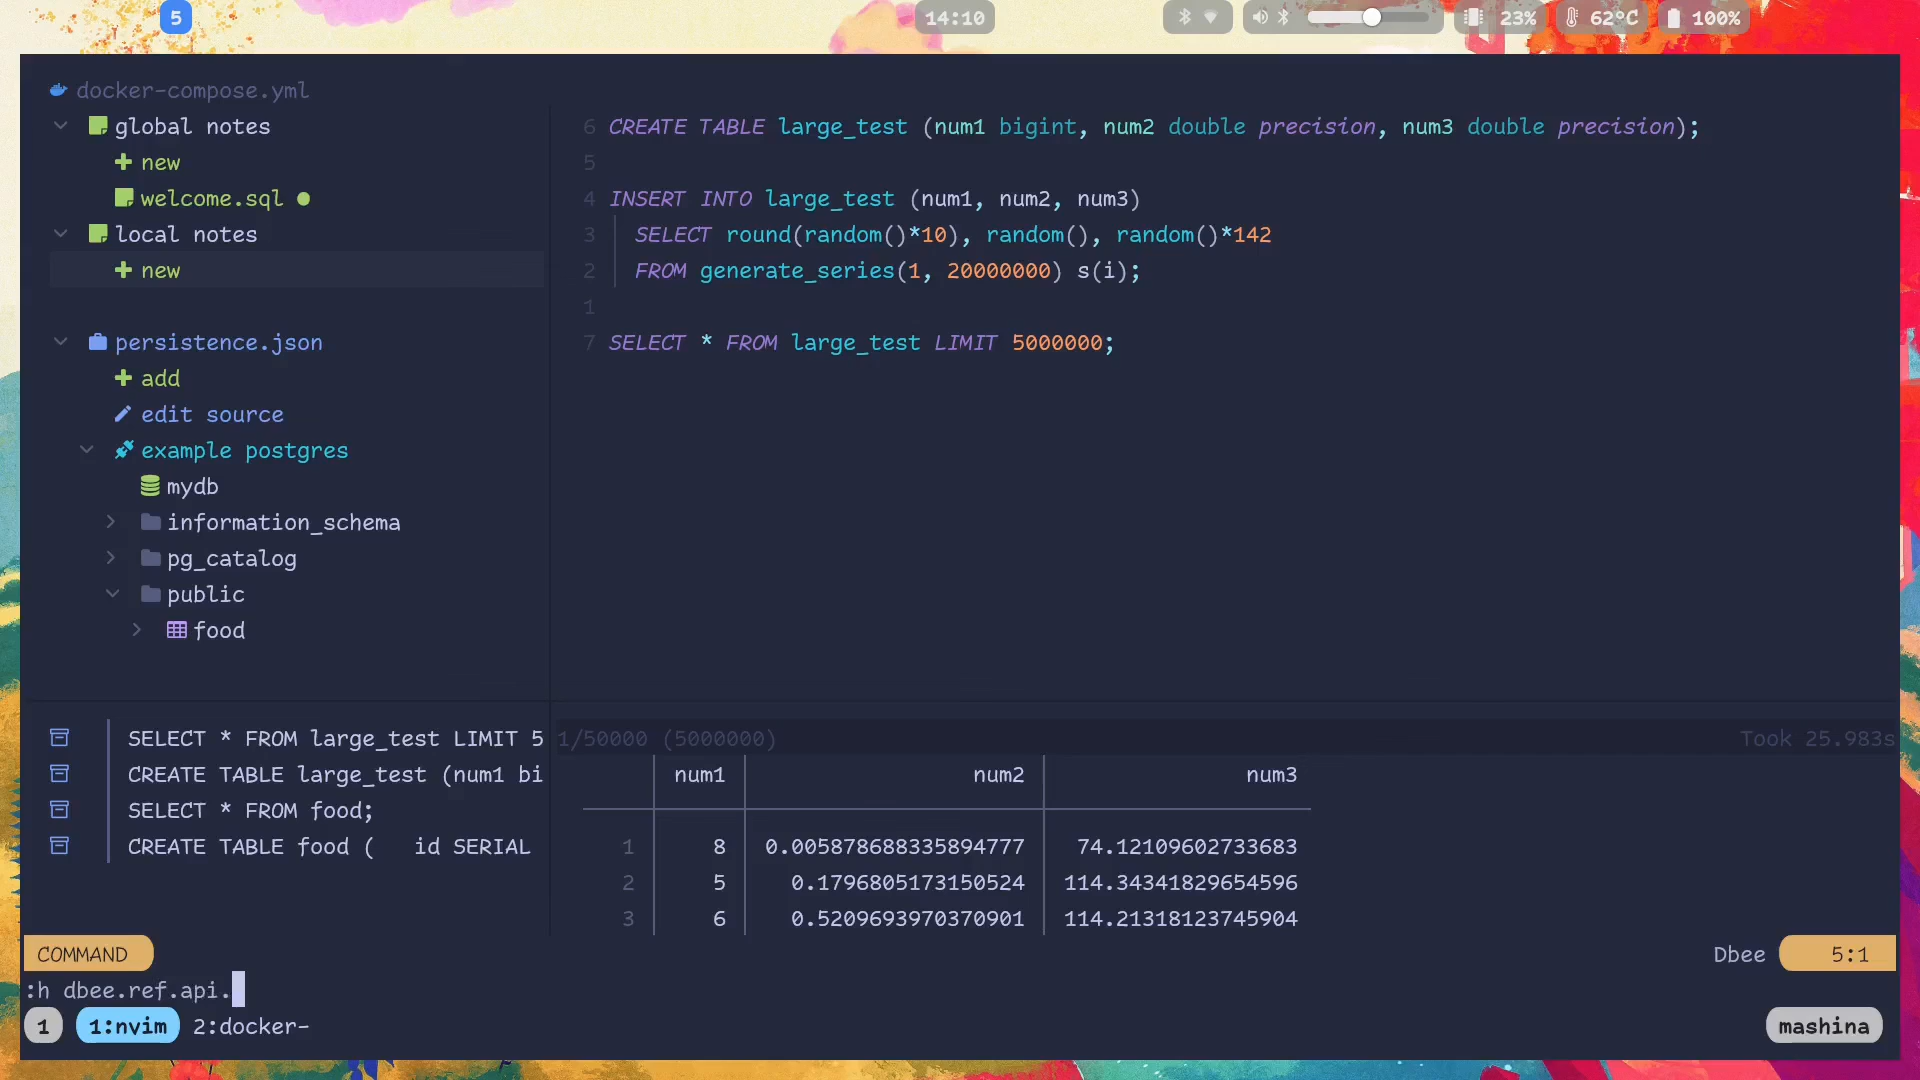 5
14:10
23%
62°C
100%
docker-compose.yml
global notes
new
welcome.sql
local notes
new
persistence.json
add
edit source
example postgres
mydb
information_schema
pg_catalog
public
food
6 CREATE TABLE large_test (num1 bigint, num2 double precision, num3 double precision);
5
4 INSERT INTO large_test (num1, num2, num3)
3 SELECT round(random()*10), random(), random()*142
2 FROM generate_series(1, 20000000) s(i);
1
7 SELECT * FROM large_test LIMIT 5000000;
SELECT * FROM large_test LIMIT 5
CREATE TABLE large_test (num1 bi
SELECT * FROM food;
CREATE TABLE food (   id SERIAL
1/50000 (5000000)
Took 25.983s
num1 num2 num3
1 8 0.005878688335894777 74.12109602733683
2 5 0.1796805173150524 114.34341829654596
3 6 0.5209693970370901 114.21318123745904
COMMAND
Dbee 5:1
:h dbee.ref.api.
1 1:nvim 2:docker-
mashina